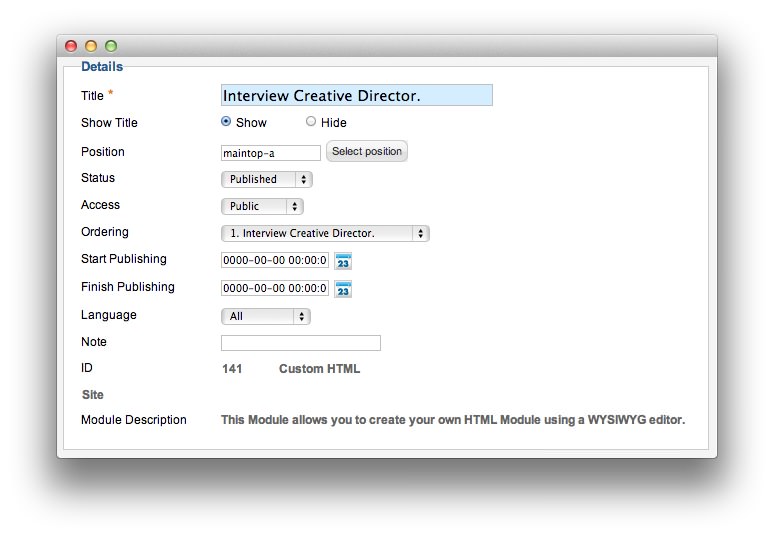 Details
Title * Interview Creative Director.
Show Title Show Hide
Position maintop-a Select position
Status Published
Access Public
Ordering 1. Interview Creative Director.
Start Publishing 0000-00-00 00:00:0 23
Finish Publishing 0000-00-00 00:00:0 23
Language All
Note
ID 141 Custom HTML
Site
Module Description This Module allows you to create your own HTML Module using a WYSIWYG editor.